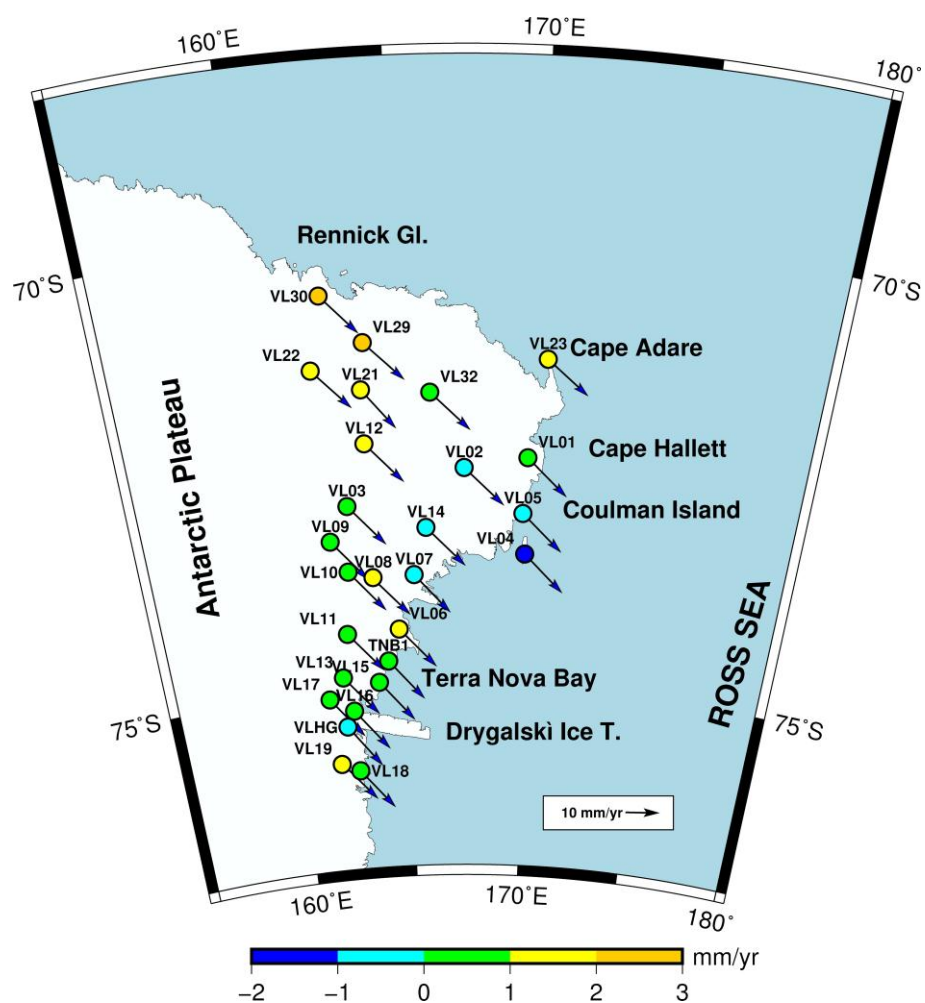 160˚E
170˚E
180˚
Rennick Gl.
70˚S
70˚S
VL30
VL29
VL23
Cape Adare
VL22
VL21
VL32
VL12
VL02
VL01
Cape Hallett
VL03
VL14
VL05
Coulman Island
VL09
VL04
VL10
VL08
VL07
Antarctic Plateau
VL11
VL06
TNB1
VL13
VL15
Terra Nova Bay
ROSS SEA
VL17
VL16
75˚S
75˚S
VLHG
Drygalskì Ice T.
VL19
VL18
10 mm/yr
160˚E
170˚E
180˚
mm/yr
−2
−1
0
1
2
3